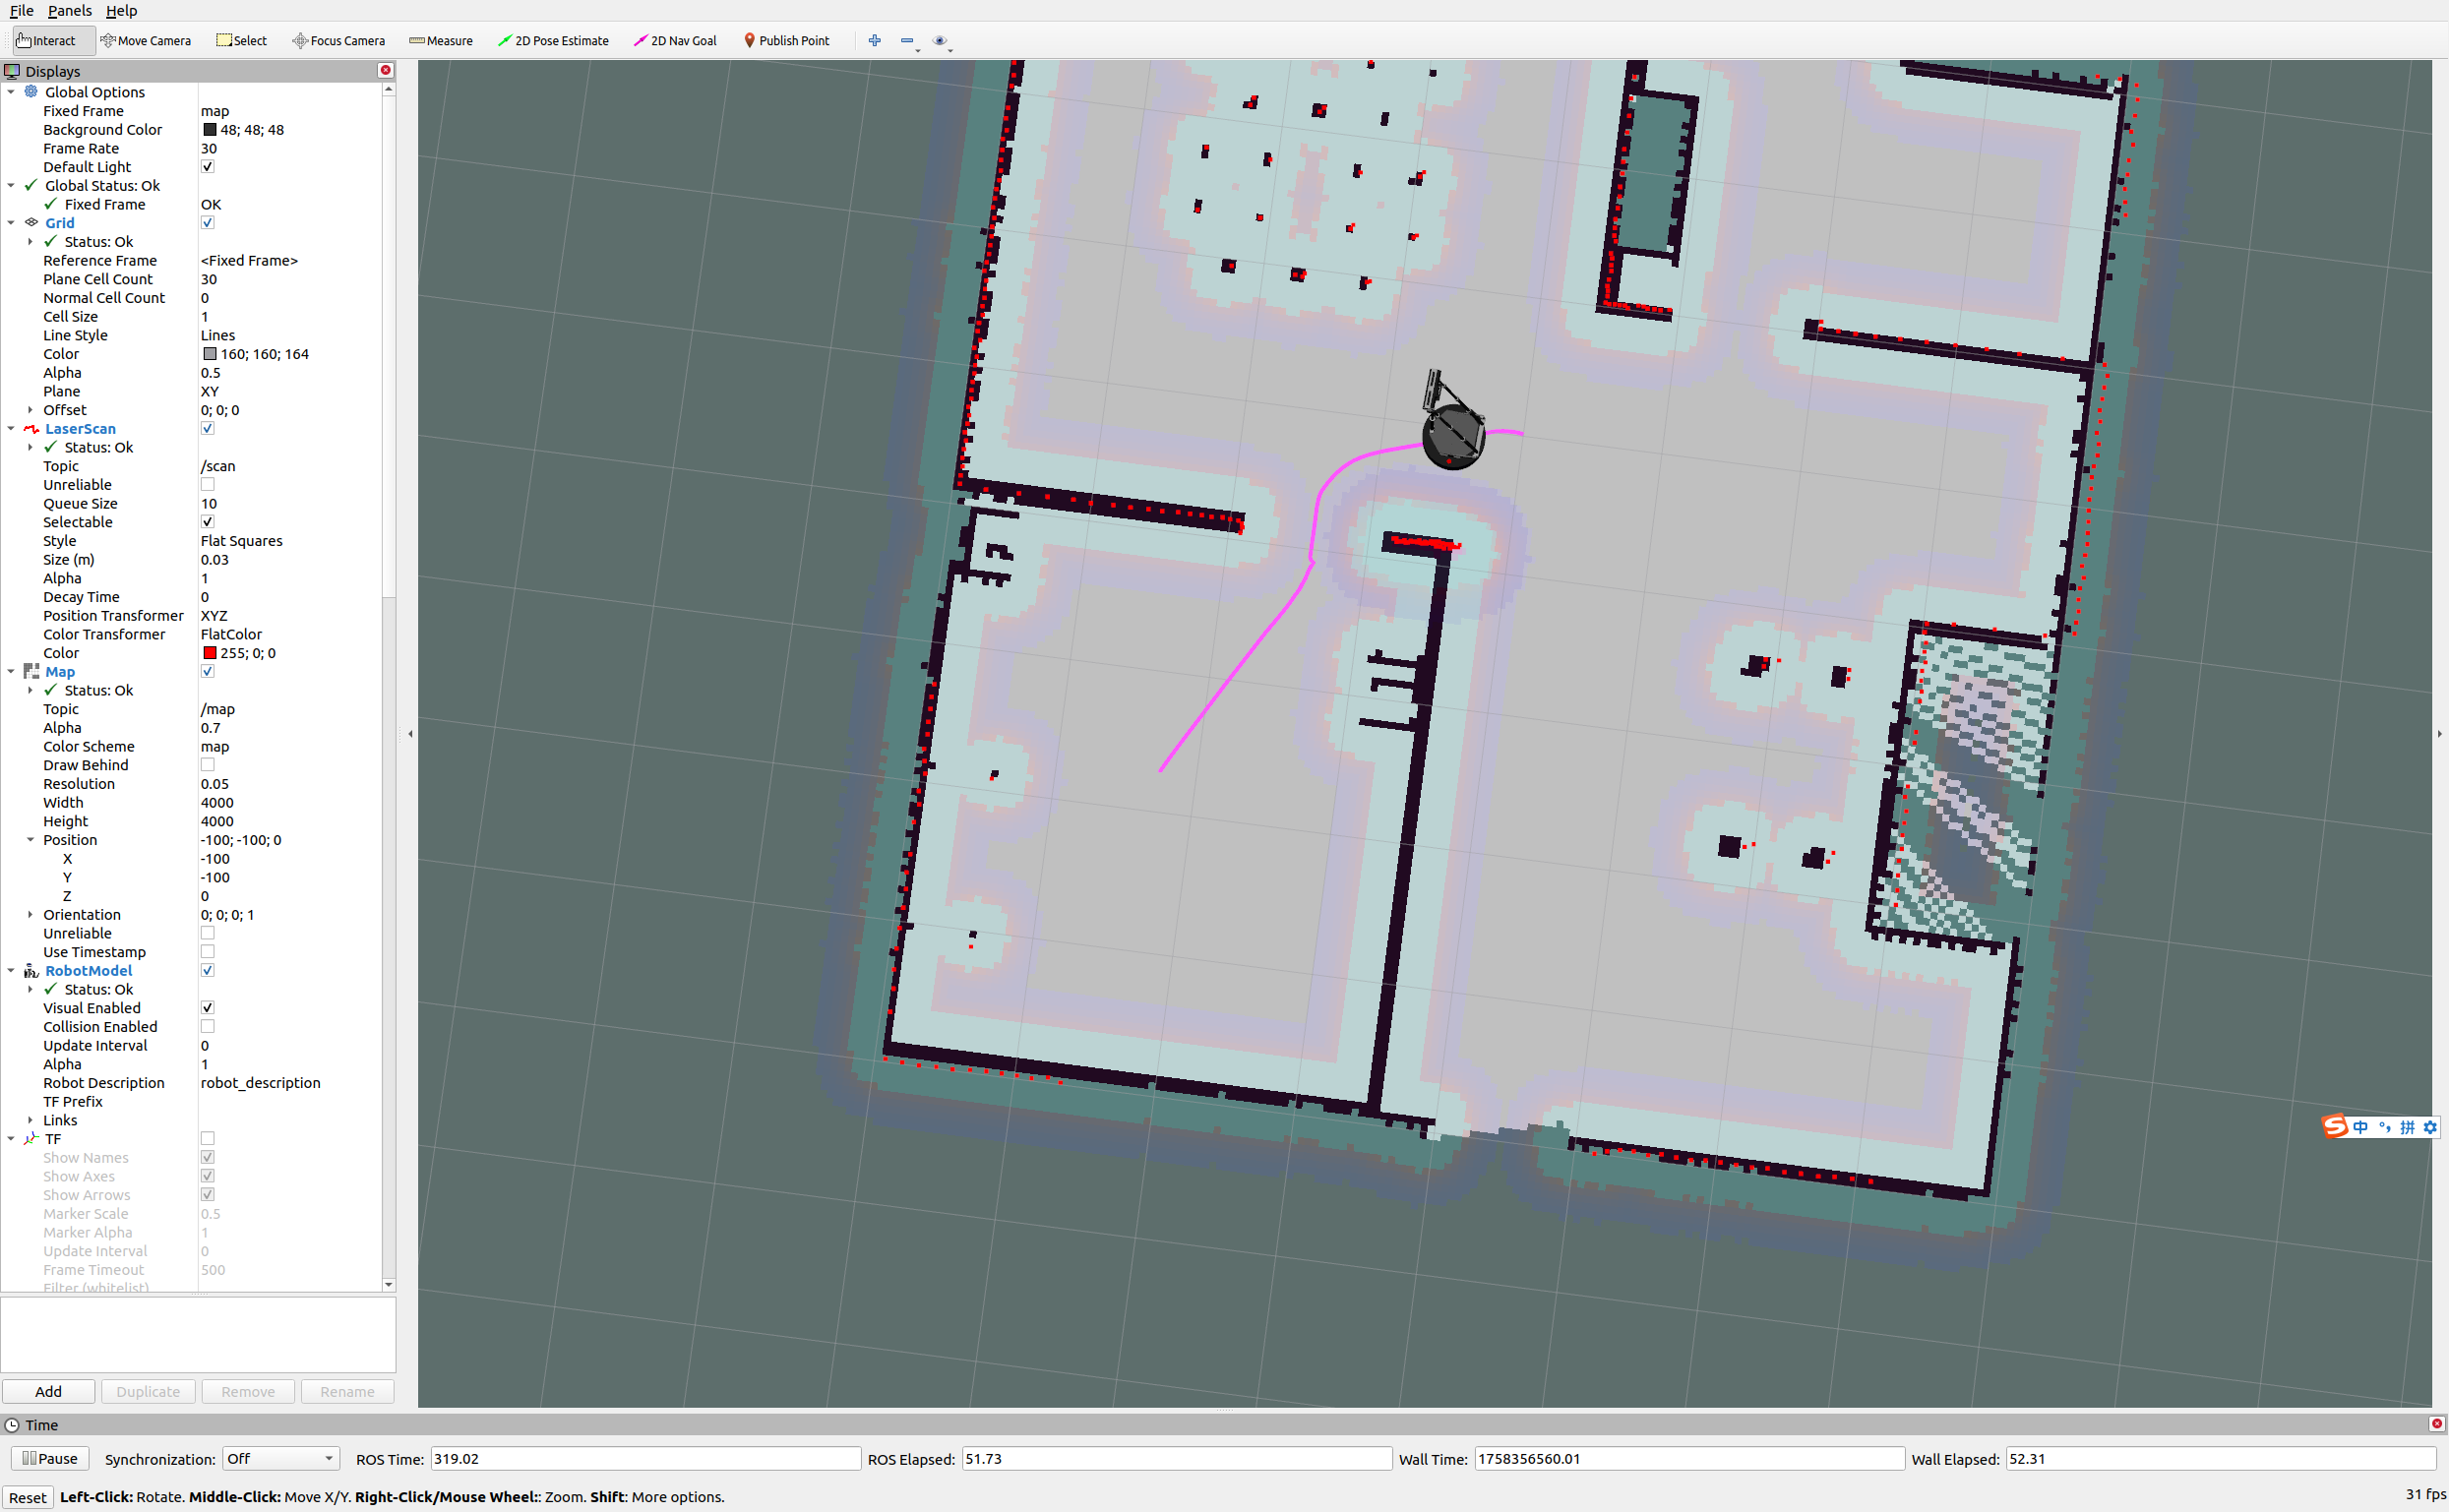 File Panels Help
Interact Move Camera Select Focus Camera Measure 2D Pose Estimate 2D Nav Goal Publish Point
Displays
Global Options
Fixed Frame map
Background Color 48; 48; 48
Frame Rate 30
Default Light
Global Status: Ok
Fixed Frame OK
Grid
Status: Ok
Reference Frame <Fixed Frame>
Plane Cell Count 30
Normal Cell Count 0
Cell Size 1
Line Style Lines
Color 160; 160; 164
Alpha 0.5
Plane XY
Offset 0; 0; 0
LaserScan
Status: Ok
Topic /scan
Unreliable
Queue Size 10
Selectable
Style Flat Squares
Size (m) 0.03
Alpha 1
Decay Time 0
Position Transformer XYZ
Color Transformer FlatColor
Color 255; 0; 0
Map
Status: Ok
Topic /map
Alpha 0.7
Color Scheme map
Draw Behind
Resolution 0.05
Width 4000
Height 4000
Position -100; -100; 0
X -100
Y -100
Z 0
Orientation 0; 0; 0; 1
Unreliable
Use Timestamp
RobotModel
Status: Ok
Visual Enabled
Collision Enabled
Update Interval 0
Alpha 1
Robot Description robot_description
TF Prefix
Links
TF
Show Names
Show Axes
Show Arrows
Marker Scale 0.5
Marker Alpha 1
Update Interval 0
Frame Timeout 500
Filter (whitelist)
S 中 °, 拼
Add Duplicate Remove Rename
Time
Pause Synchronization: Off ROS Time: 319.02 ROS Elapsed: 51.73 Wall Time: 1758356560.01 Wall Elapsed: 52.31
Reset Left-Click: Rotate. Middle-Click: Move X/Y. Right-Click/Mouse Wheel:: Zoom. Shift: More options. 31 fps